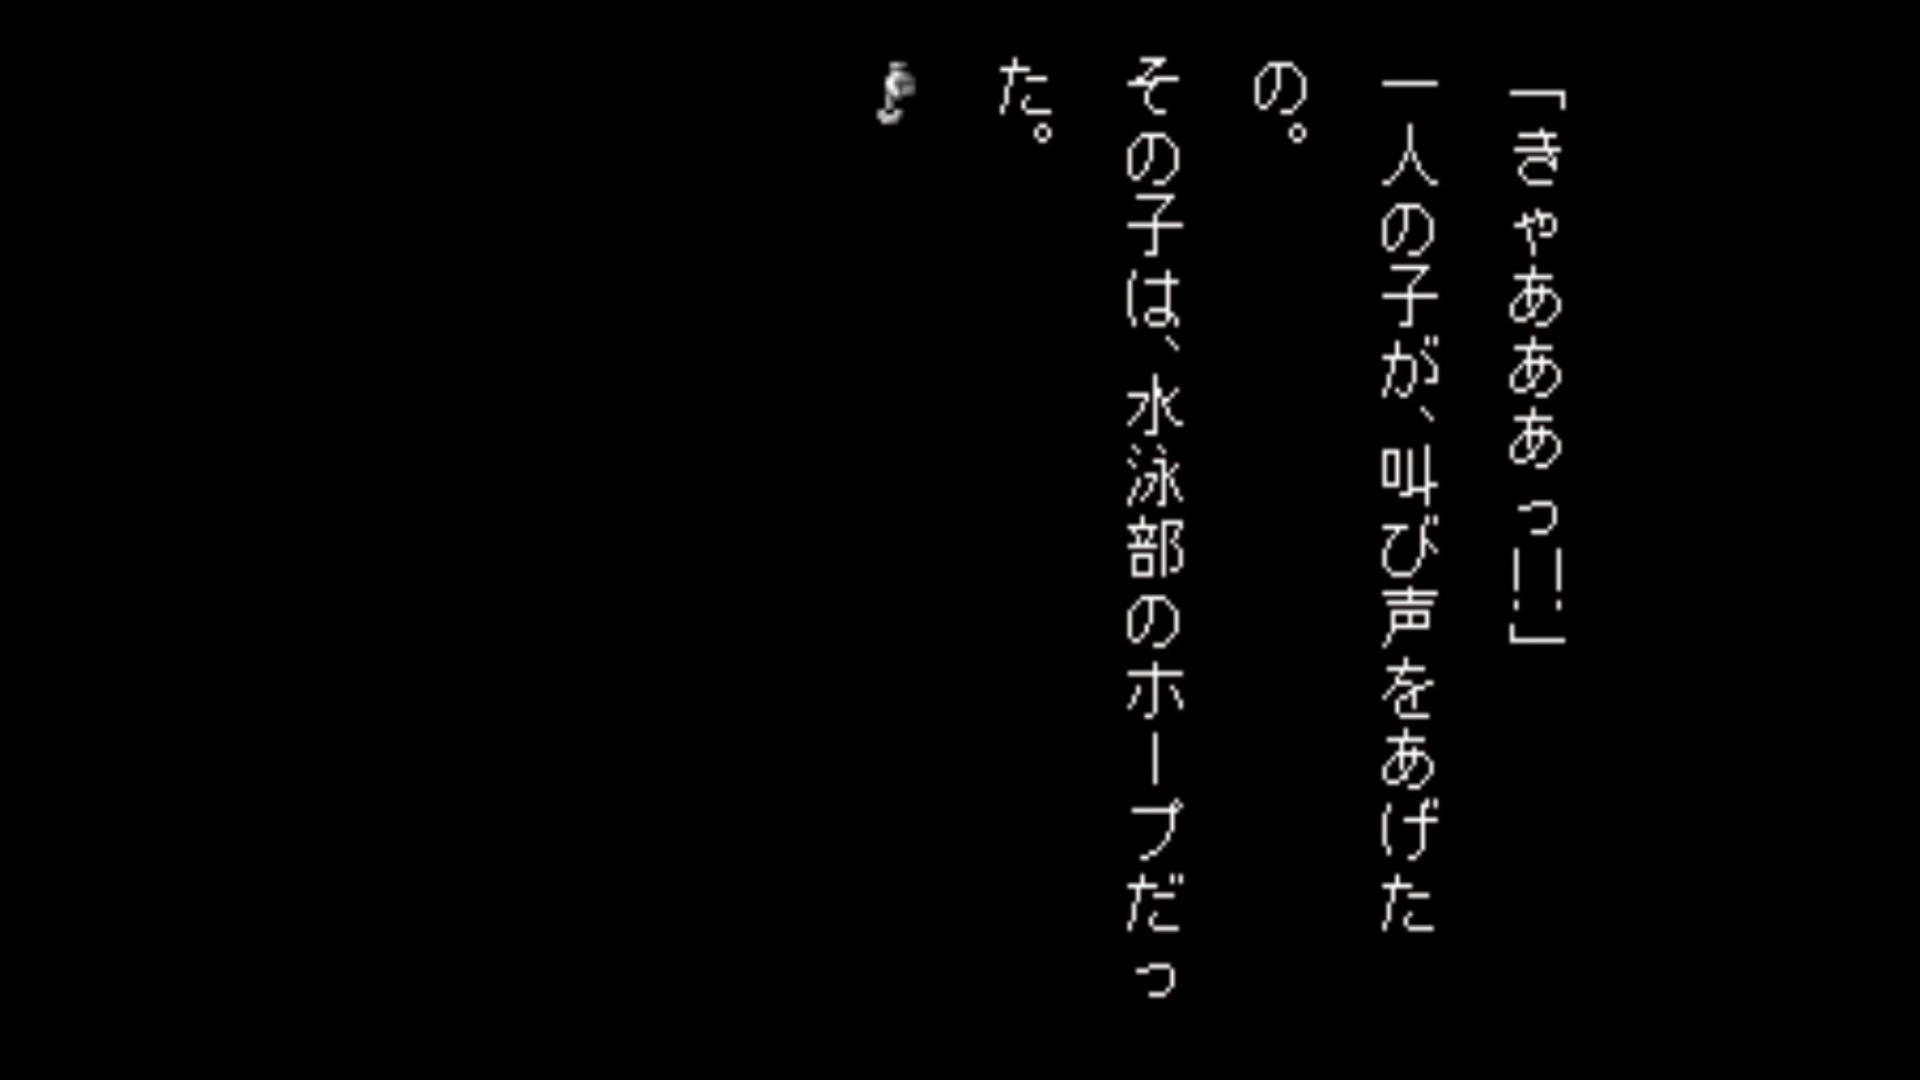 「きゃあああっ!!」
一人の子が、叫び声をあげた
の。
その子は、水泳部のホープだっ
た。